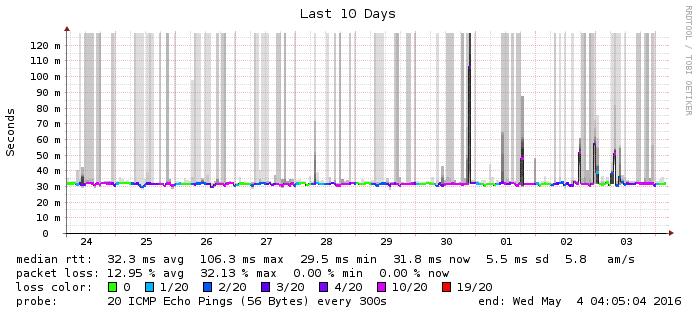 Last 10 Days
RRDTOOL / TOBI OETIKER
Seconds
120 m
110 m
100 m
90 m
80 m
70 m
60 m
50 m
40 m
30 m
20 m
10 m
0
24 25 26 27 28 29 30 01 02 03
median rtt: 32.3 ms avg 106.3 ms max 29.5 ms min 31.8 ms now 5.5 ms sd 5.8 am/s
packet loss: 12.95 % avg 32.13 % max 0.00 % min 0.00 % now
loss color: 0 1/20 2/20 3/20 4/20 10/20 19/20
probe: 20 ICMP Echo Pings (56 Bytes) every 300s end: Wed May 4 04:05:04 2016